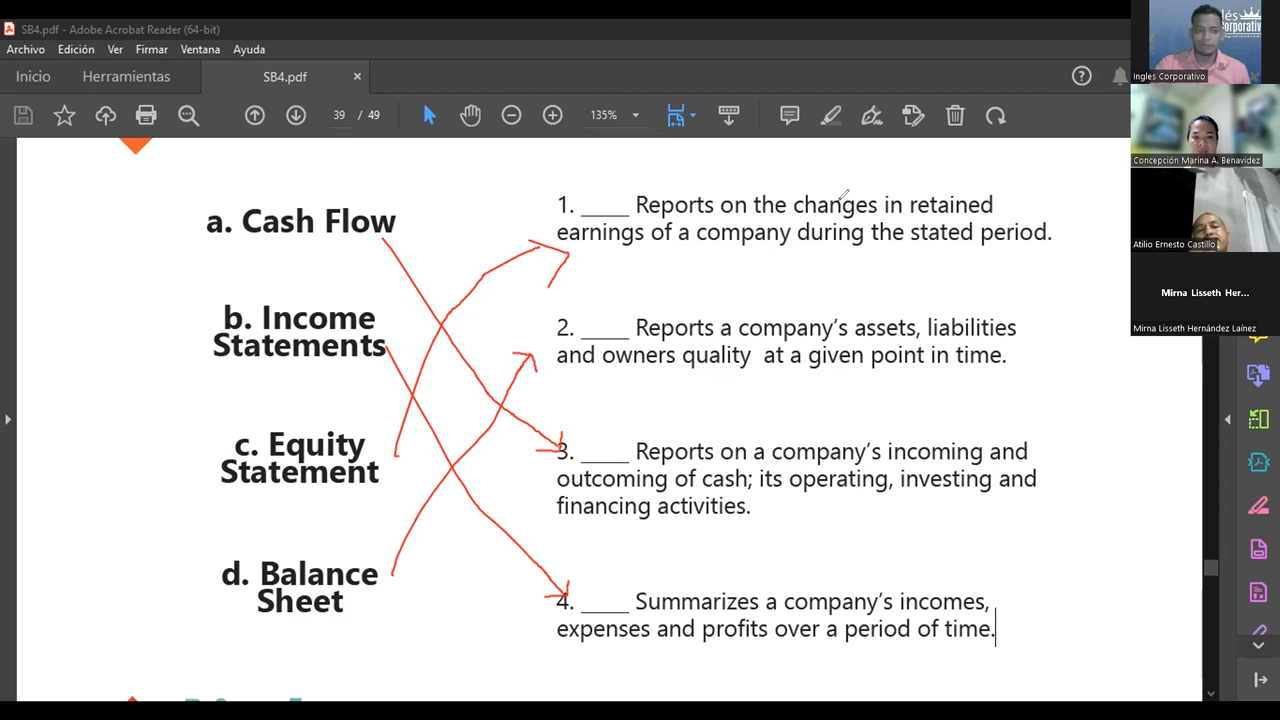 SB4.pdf - Adobe Acrobat Reader (64-bit)
Archivo Edición Ver Firmar Ventana Ayuda
Inicio Herramientas SB4.pdf ×
39 / 49 135%
a. Cash Flow
b. Income
Statements
c. Equity
Statement
d. Balance
Sheet
1. ____ Reports on the changes in retained
earnings of a company during the stated period.
2. ____ Reports a company's assets, liabilities
and owners quality at a given point in time.
3. ____ Reports on a company's incoming and
outcoming of cash; its operating, investing and
financing activities.
4. ____ Summarizes a company's incomes,
expenses and profits over a period of time.
Ingles Corporativo
Concepción Marina A. Benavidez
Atilio Ernesto Castillo
Mirna Lisseth Her...
Mirna Lisseth Hernández Laínez